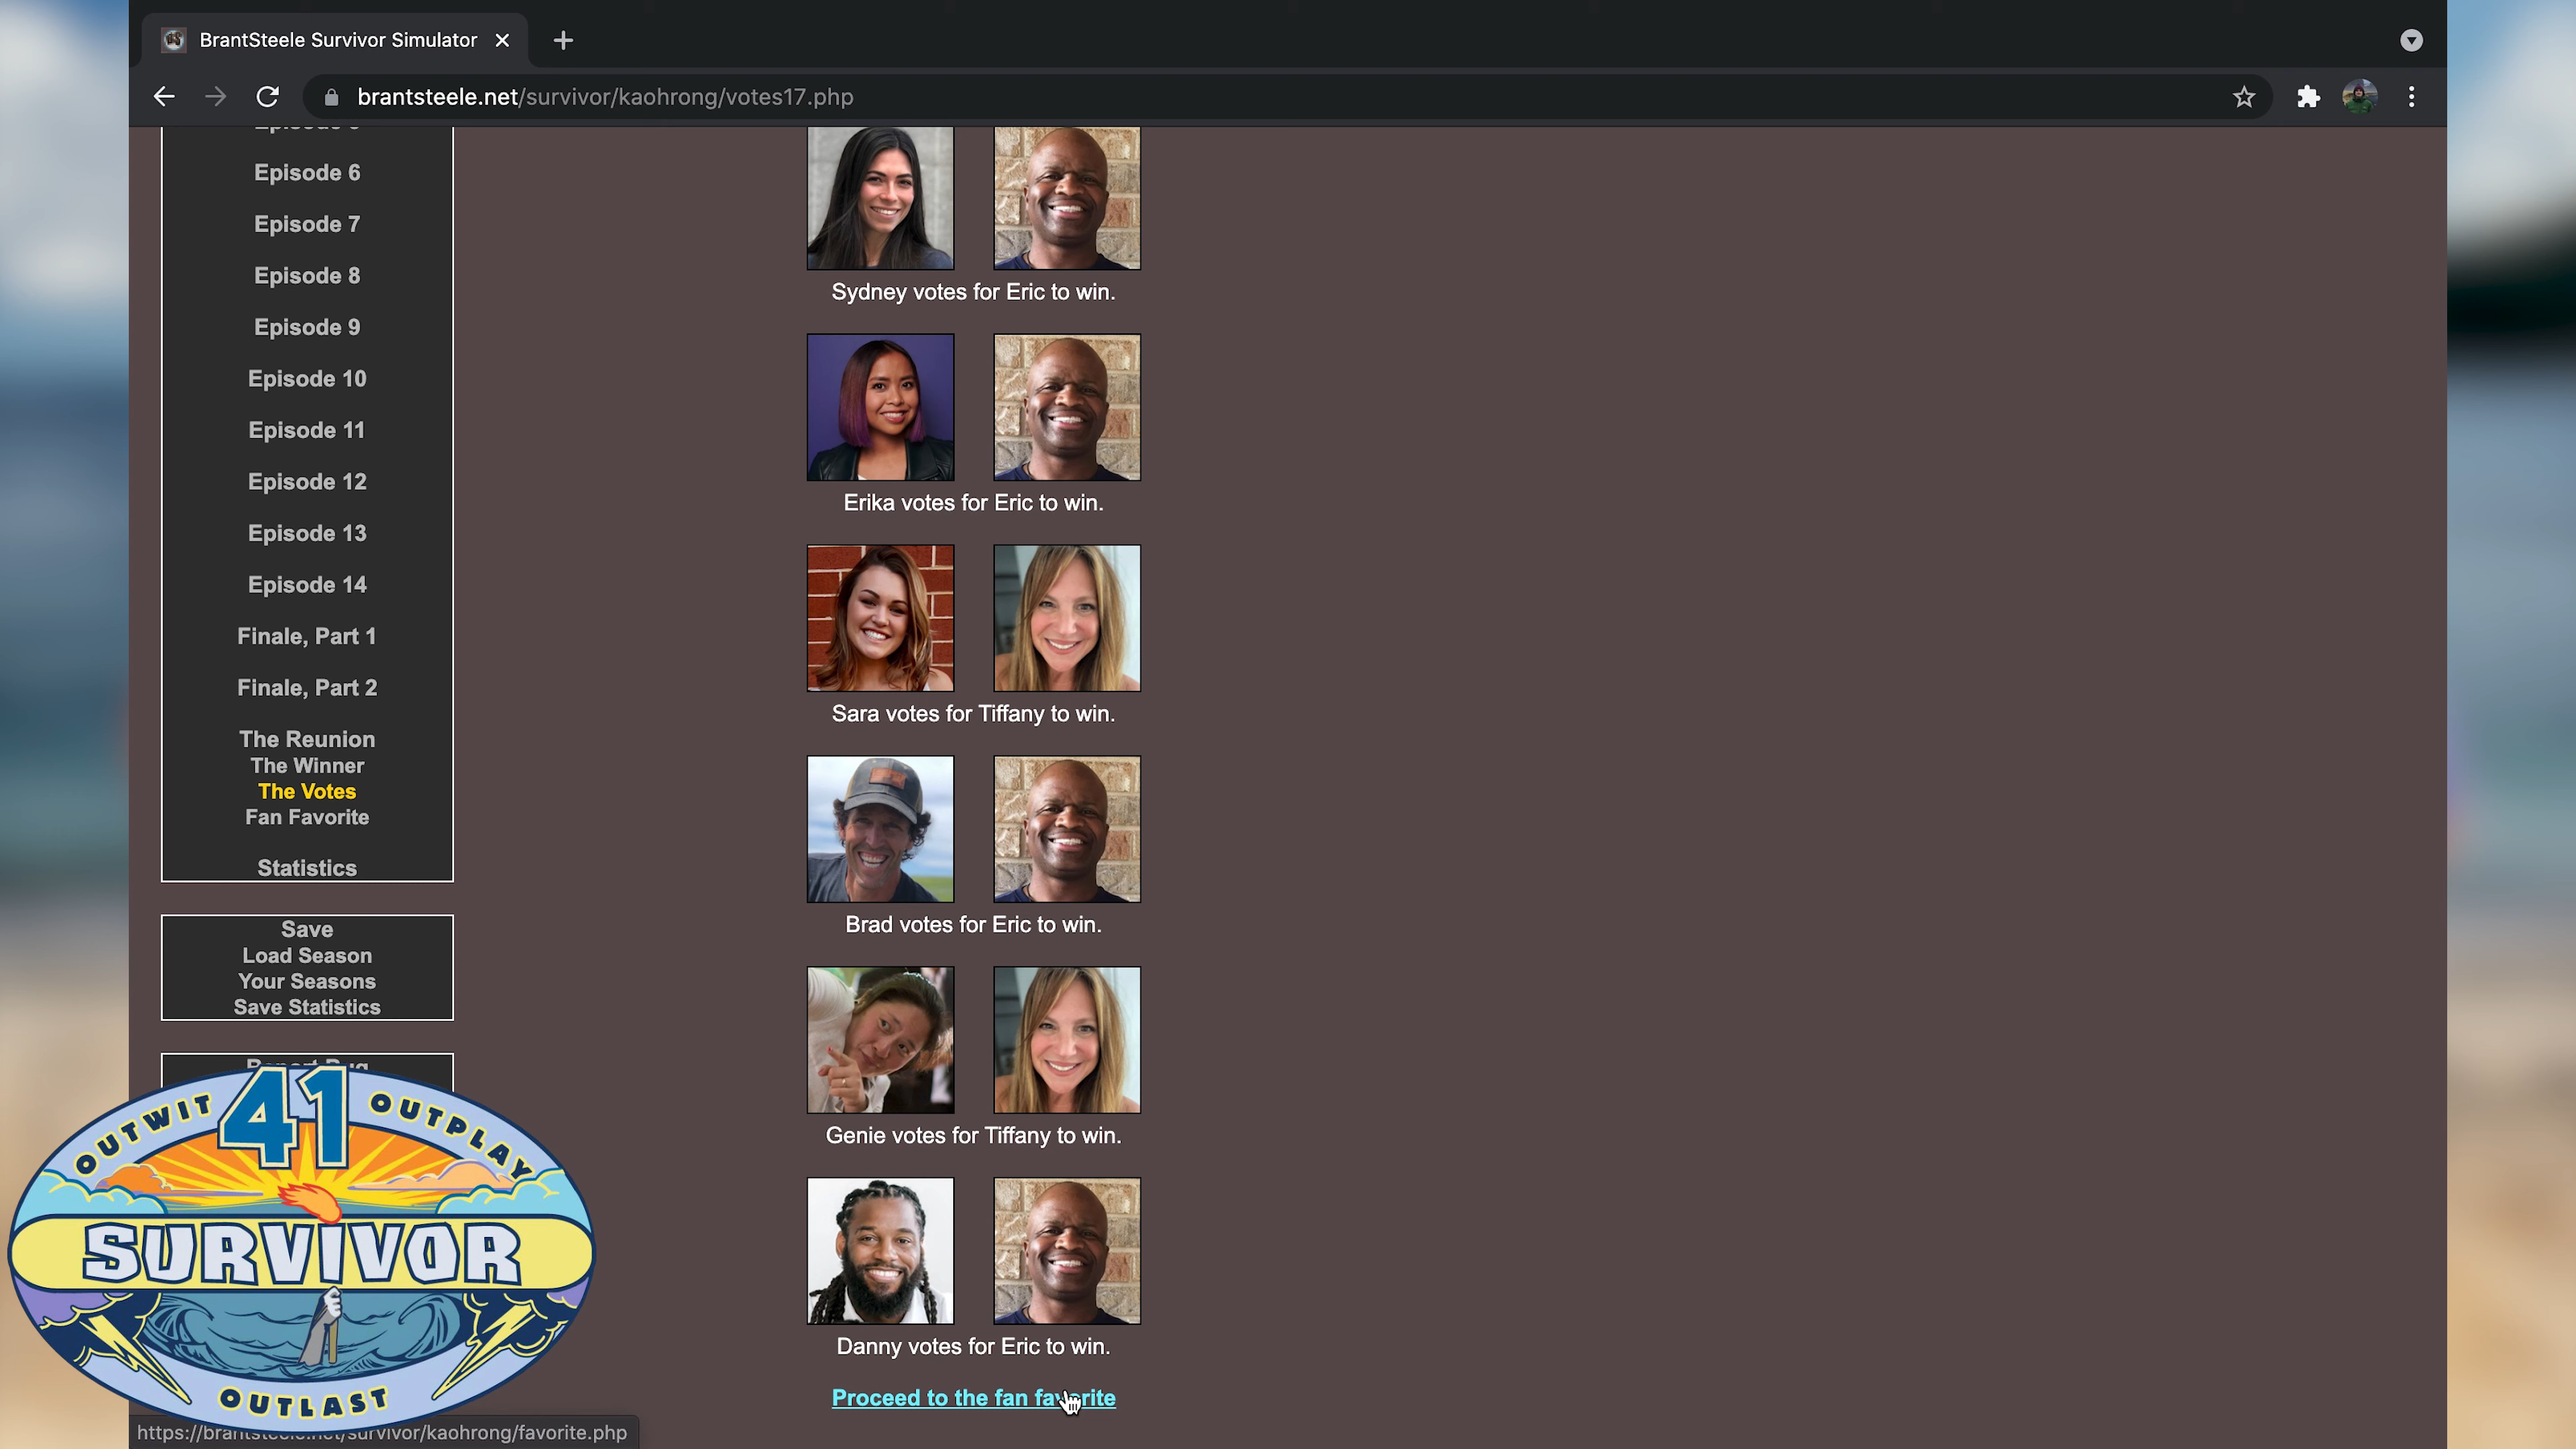 BrantSteele Survivor Simulator
brantsteele.net/survivor/kaohrong/votes17.php
Episode 6
Episode 7
Episode 8
Episode 9
Episode 10
Episode 11
Episode 12
Episode 13
Episode 14
Finale, Part 1
Finale, Part 2
The Reunion
The Winner
The Votes
Fan Favorite
Statistics
Save
Load Season
Your Seasons
Save Statistics
Sydney votes for Eric to win.
Erika votes for Eric to win.
Sara votes for Tiffany to win.
Brad votes for Eric to win.
Genie votes for Tiffany to win.
Danny votes for Eric to win.
Proceed to the fan favorite
41
OUTWIT OUTPLAY
SURVIVOR
OUTLAST
https://brantsteele.net/survivor/kaohrong/favorite.php